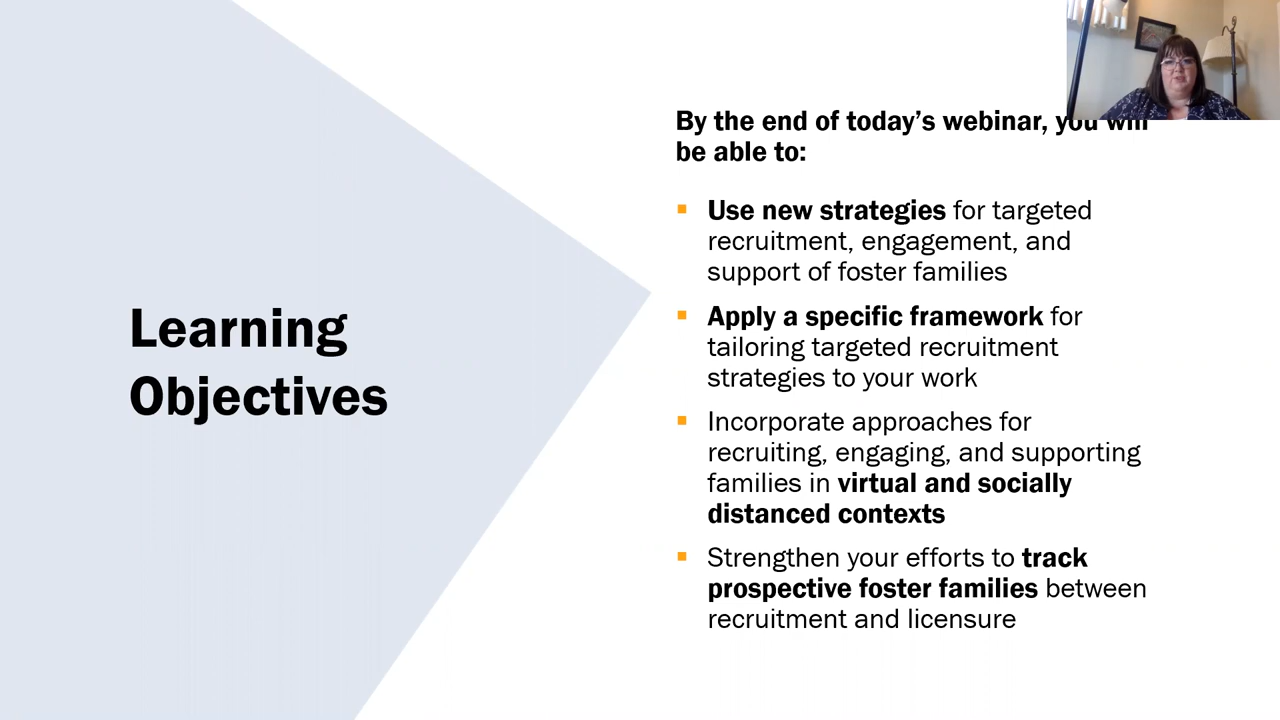 Learning
Objectives
By the end of today’s webinar, you will
be able to:
Use new strategies for targeted
recruitment, engagement, and
support of foster families
Apply a specific framework for
tailoring targeted recruitment
strategies to your work
Incorporate approaches for
recruiting, engaging, and supporting
families in virtual and socially
distanced contexts
Strengthen your efforts to track
prospective foster families between
recruitment and licensure